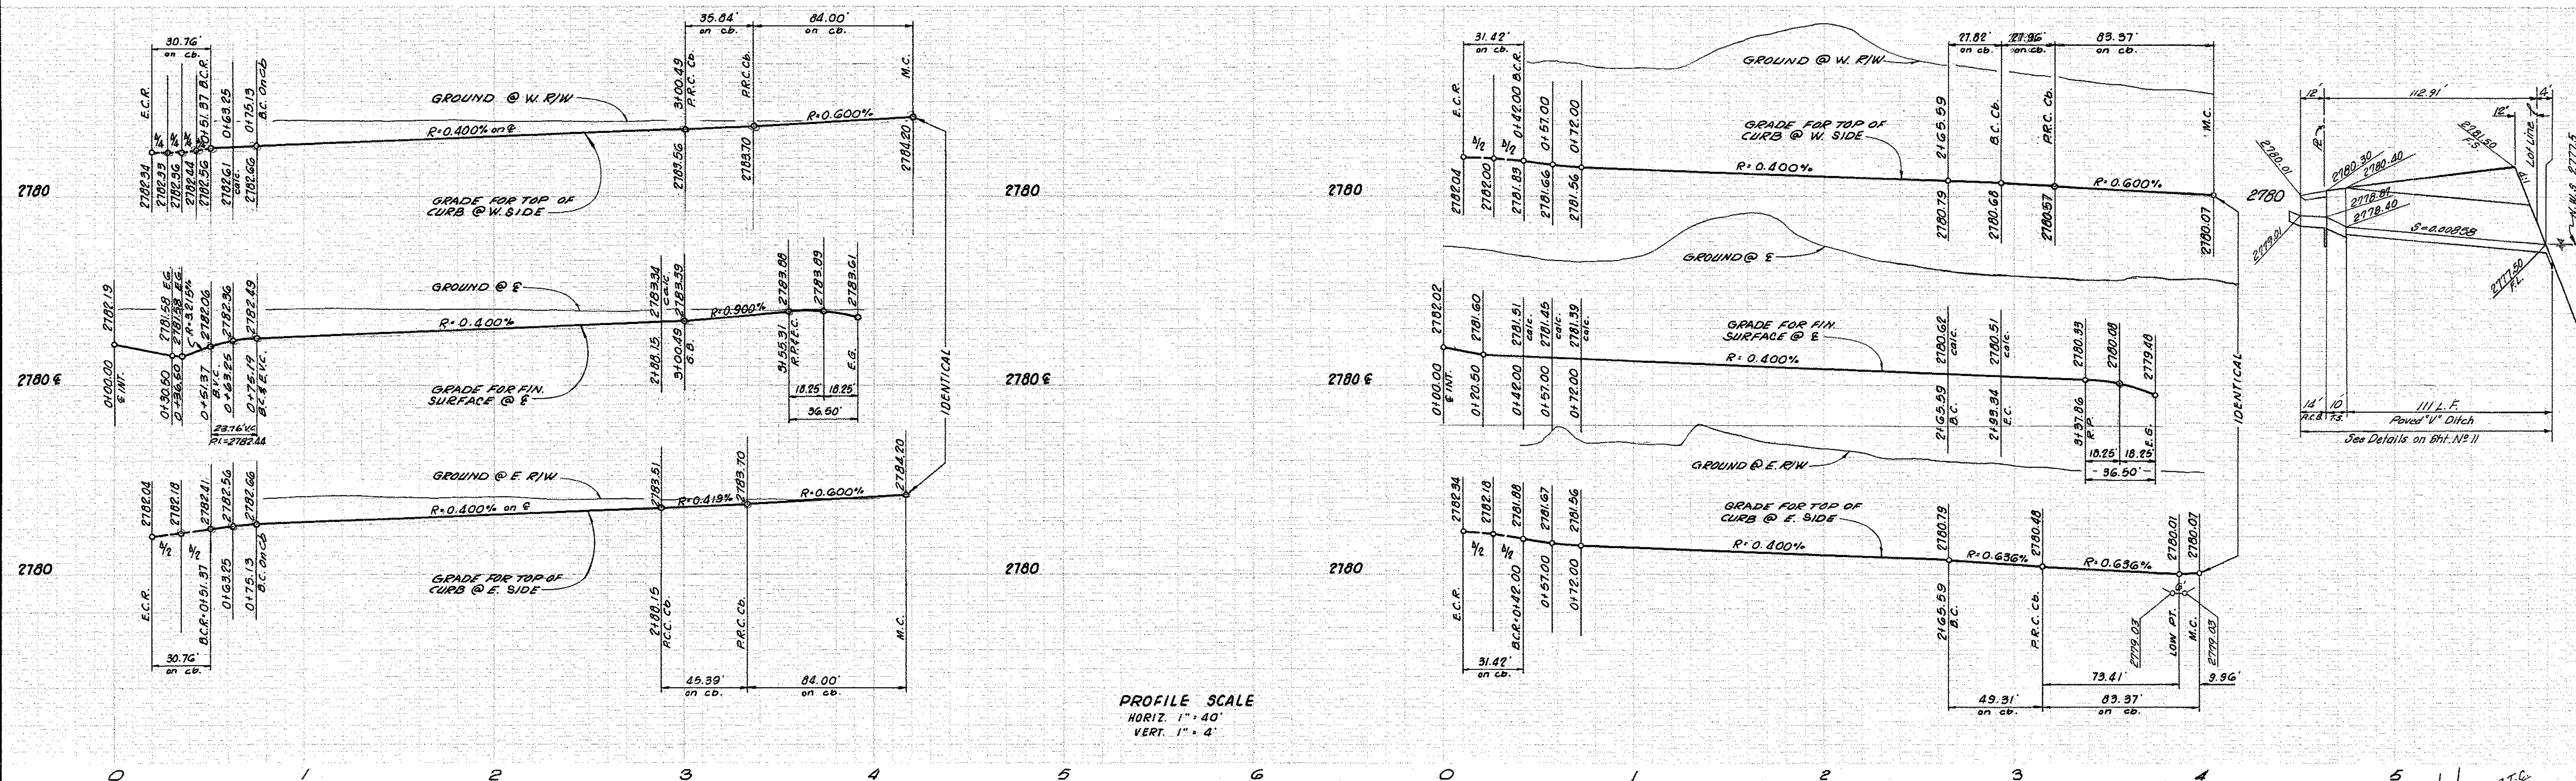 35.84'
on cb.
84.00'
30.76'
on cb.
E.C.R.
0+51.37 B.C.R.
0+63.25
0+75.13
B.C. on cb
3+00.49
P.R.C. Cb.
P.R.C. Cb.
M.C.
GROUND @ W. R/W
R=0.400% on ℄
R=0.600%
Δ/4 Δ/4 Δ/4 Δ/4
2782.34
2782.33
2782.36
2782.44
2782.56
2782.61
calc.
2782.66
2783.56
2783.70
2784.20
GRADE FOR TOP OF
CURB @ W. SIDE
2780
2780
2782.19
2781.58 E.G.
2781.58 E.G.
R=3.215%
2782.06
2782.36
2782.49
GROUND @ ℄
R=0.400%
2783.34
calc.
2783.39
R=0.900%
2783.88
2783.89
2783.61
0+00.00
℄ INT.
0+30.50
0+36.50
0+51.37
B.V.C.
0+63.25
0+75.19
B.C. & E.V.C.
23.76' V.C.
P.I.=2782.44
GRADE FOR FIN.
SURFACE @ ℄
2+88.15
3+00.49
G.B.
3+55.31
R.P. & E.C.
E.G.
18.25' 18.25'
36.50'
2780 ℄
2780 ℄
IDENTICAL
2782.04
2782.18
2782.41
2782.56
2782.66
GROUND @ E. R/W
R=0.400% on ℄
2783.51
R=0.419%
2783.70
R=0.600%
2784.20
Δ/2 Δ/2
E.C.R.
B.C.R.=0+51.37
0+63.25
0+75.13
B.C. on cb
GRADE FOR TOP OF
CURB @ E. SIDE
2+88.15
P.C.C. Cb.
P.R.C. Cb.
M.C.
30.76'
on cb.
45.39'
on cb.
84.00'
on cb.
2780
2780
PROFILE SCALE
HORIZ. 1" = 40'
VERT. 1" = 4'
0 1 2 3 4 5 6
31.42'
on cb.
27.82'
on cb.
on cb.
83.37'
on cb.
E.C.R.
0+42.00 B.C.R.
0+57.00
0+72.00
GROUND @ W. R/W
2+65.59
B.C. Cb.
P.R.C. Cb.
M.C.
Δ/2 Δ/2
GRADE FOR TOP OF
CURB @ W. SIDE
R=0.400%
R=0.600%
2782.04
2782.00
2781.83
2781.66
2781.56
2780.79
2780.68
2780.57
2780.07
2780
GROUND @ ℄
2782.02
2781.60
2781.51
calc.
2781.45
calc.
2781.39
calc.
GRADE FOR FIN.
SURFACE @ ℄
R=0.400%
2780.62
calc.
2780.51
calc.
2780.33
2780.08
2779.48
0+00.00
℄ INT.
0+20.50
0+42.00
0+57.00
0+72.00
2+65.59
B.C.
2+93.34
E.C.
3+37.86
R.P.
E.G.
18.25' 18.25'
36.50'
2780 ℄
IDENTICAL
GROUND @ E. R/W
2782.34
2782.18
2781.88
2781.67
2781.56
GRADE FOR TOP OF
CURB @ E. SIDE
R=0.400%
2780.79
R=0.636%
2780.48
R=0.636%
2780.01
2780.07
Δ/2 Δ/2
E.C.R.
B.C.R.=0+42.00
0+57.00
0+72.00
2+65.59
B.C.
P.R.C. Cb.
6'
2779.03
LOW PT.
M.C.
2779.03
31.42'
on cb.
73.41'
9.96'
49.31'
on cb.
83.37'
on cb.
2780
0 1 2 3 4 5
12'
112.91'
4'
12'
Lot Line
2781.50
F.S.
2780.01
2780.30
2780.40
2780
2778.87
2778.40
S=0.00858
4:1
2779.01
2777.50
F.L.
14'
R.C.B.
10'
T.S.
111 L.F.
Paved "V" Ditch
See Details on Sht. Nº 11